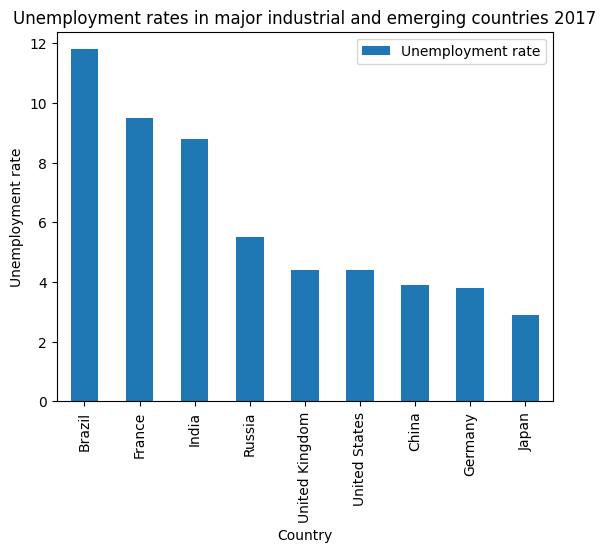 Unemployment rates in major industrial and emerging countries 2017
Unemployment rate
12
10
8
6
4
2
0
Unemployment rate
Brazil
France
India
Russia
United Kingdom
United States
China
Germany
Japan
Country